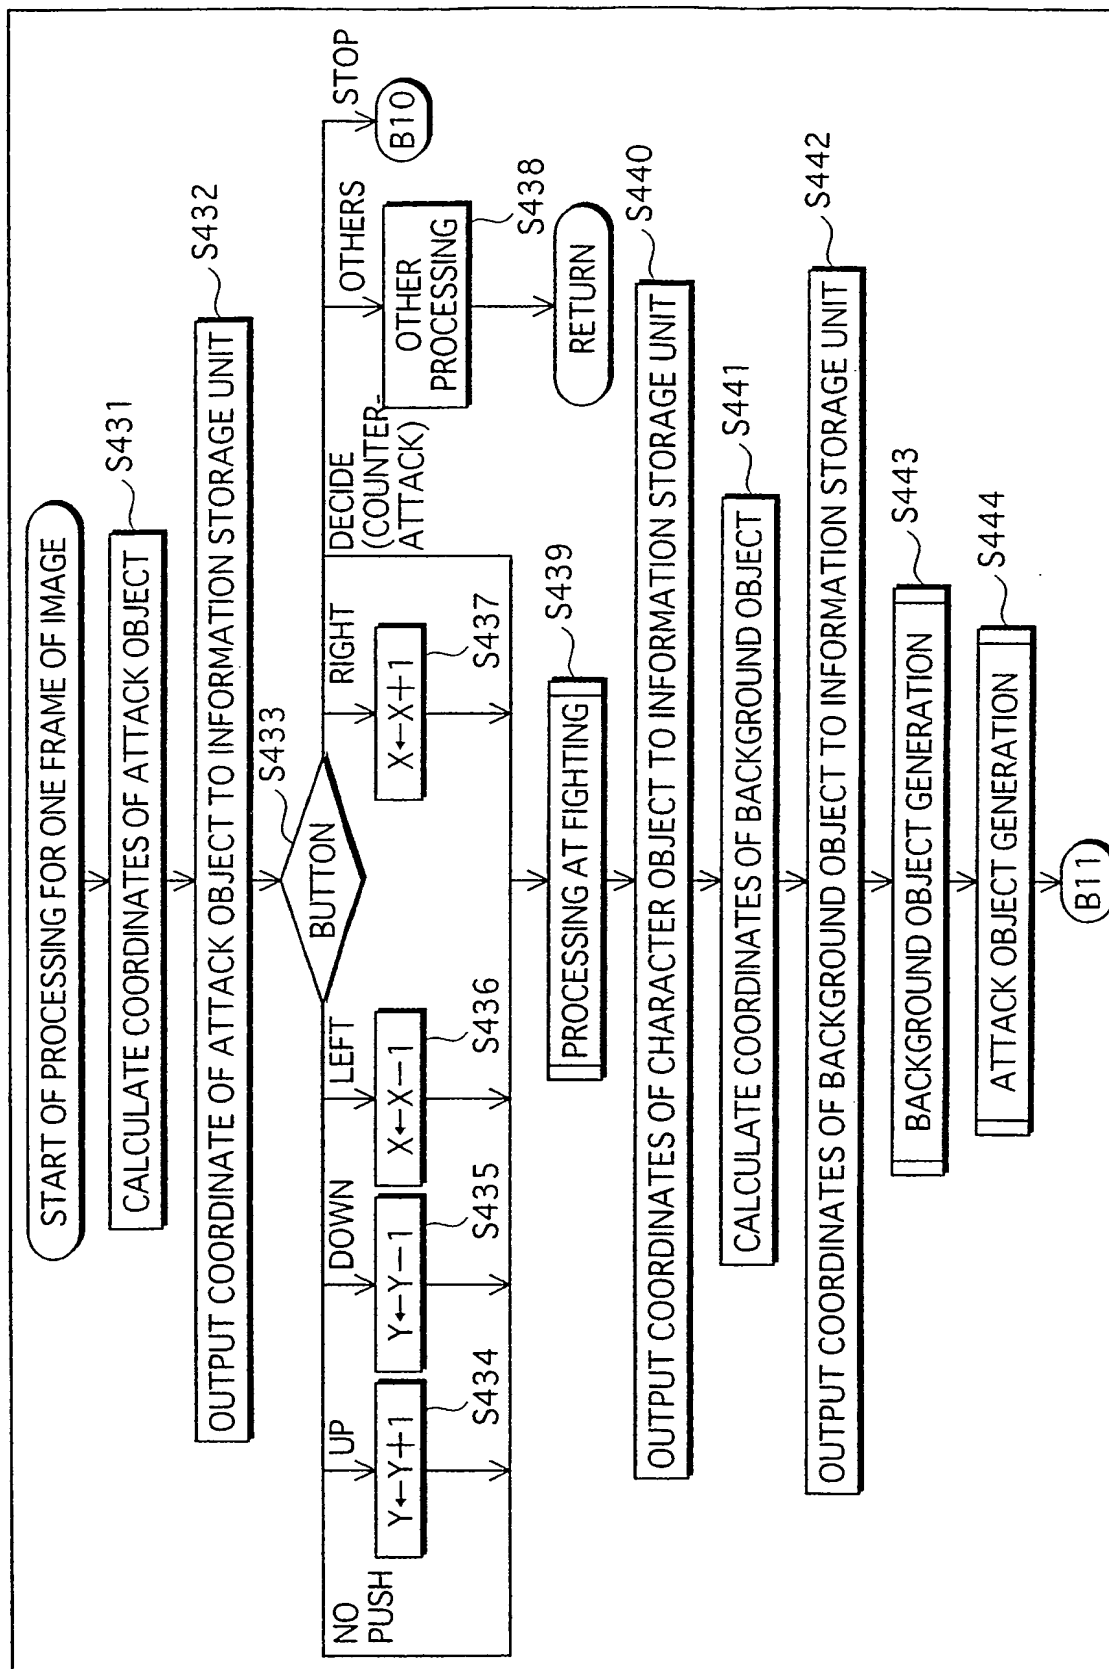 START OF PROCESSING FOR ONE FRAME OF IMAGE
CALCULATE COORDINATES OF ATTACK OBJECT
S431
OUTPUT COORDINATE OF ATTACK OBJECT TO INFORMATION STORAGE UNIT
S432
BUTTON
S433
NO PUSH
UP
DOWN
LEFT
RIGHT
DECIDE
(COUNTER-
ATTACK)
OTHERS
STOP
Y←Y+1
S434
Y←Y−1
S435
X←X−1
S436
X←X+1
S437
OTHER
PROCESSING
S438
B10
RETURN
PROCESSING AT FIGHTING
S439
OUTPUT COORDINATES OF CHARACTER OBJECT TO INFORMATION STORAGE UNIT
S440
CALCULATE COORDINATES OF BACKGROUND OBJECT
S441
OUTPUT COORDINATES OF BACKGROUND OBJECT TO INFORMATION STORAGE UNIT
S442
BACKGROUND OBJECT GENERATION
S443
ATTACK OBJECT GENERATION
S444
B11